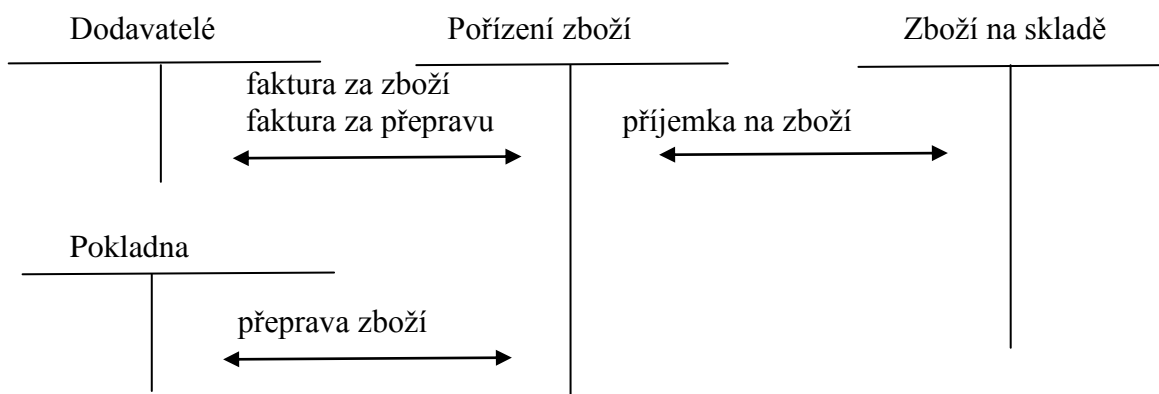 Dodavatelé
Pořízení zboží
Zboží na skladě
faktura za zboží
faktura za přepravu
příjemka na zboží
Pokladna
přeprava zboží